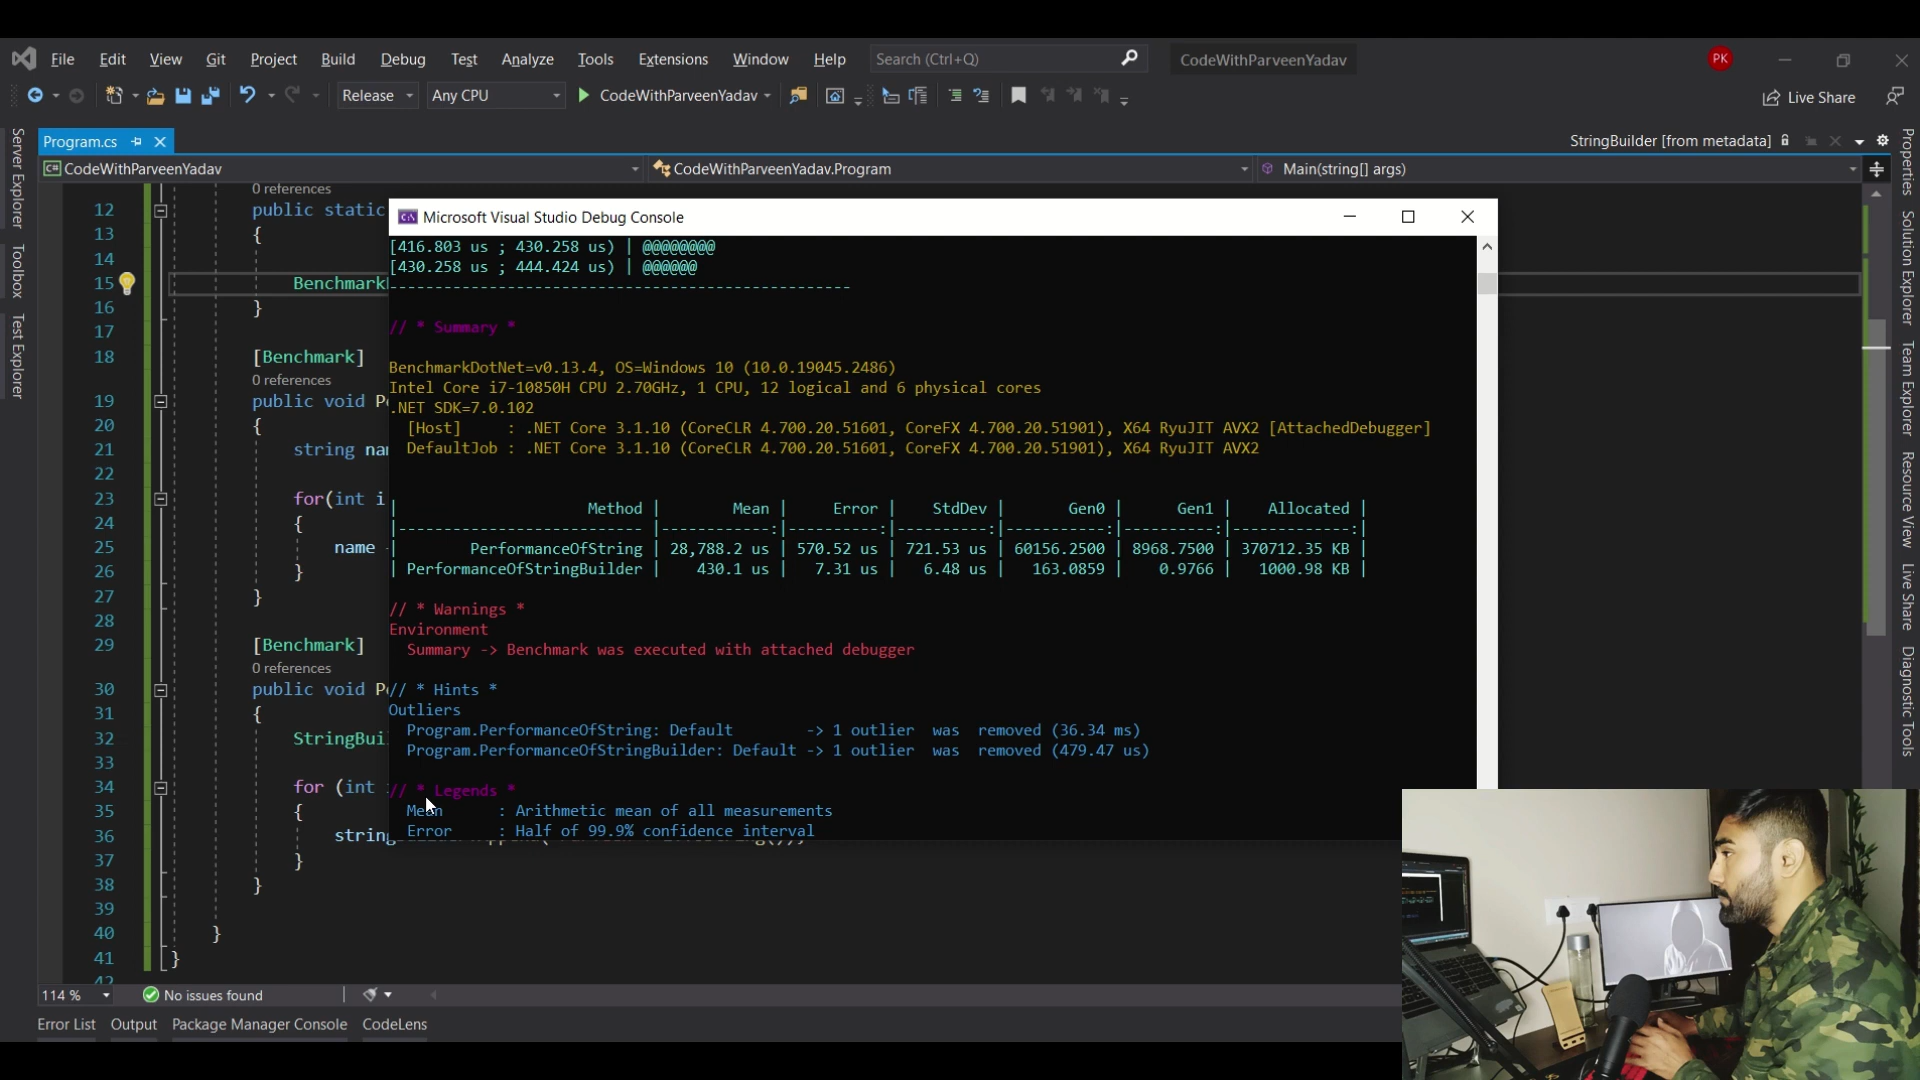 File Edit View Git Project Build Debug Test Analyze Tools Extensions Window Help Search (Ctrl+Q) CodeWithParveenYadav PK
Release Any CPU CodeWithParveenYadav Live Share
Program.cs StringBuilder [from metadata]
C# CodeWithParveenYadav CodeWithParveenYadav.Program Main(string[] args)
Server Explorer
Toolbox
Test Explorer
0 references
12 public static
13 {
14
15 Benchmark
16 }
17
18 [Benchmark]
0 references
19 public void P
20 {
21 string na
22
23 for(int i
24 {
25 name
26 }
27 }
28
29 [Benchmark]
0 references
30 public void P
31 {
32 StringBui
33
34 for (int
35 {
36 string
37 }
38 }
39
40 }
41 }
42
Microsoft Visual Studio Debug Console
[416.803 us ; 430.258 us) | @@@@@@@@
[430.258 us ; 444.424 us) | @@@@@@
---------------------------------------------------
// * Summary *
BenchmarkDotNet=v0.13.4, OS=Windows 10 (10.0.19045.2486)
Intel Core i7-10850H CPU 2.70GHz, 1 CPU, 12 logical and 6 physical cores
.NET SDK=7.0.102
[Host] : .NET Core 3.1.10 (CoreCLR 4.700.20.51601, CoreFX 4.700.20.51901), X64 RyuJIT AVX2 [AttachedDebugger]
DefaultJob : .NET Core 3.1.10 (CoreCLR 4.700.20.51601, CoreFX 4.700.20.51901), X64 RyuJIT AVX2
| Method | Mean | Error | StdDev | Gen0 | Gen1 | Allocated |
|--------------------------- |------------:|----------:|----------:|-----------:|----------:|-------------:|
| PerformanceOfString | 28,788.2 us | 570.52 us | 721.53 us | 60156.2500 | 8968.7500 | 370712.35 KB |
| PerformanceOfStringBuilder | 430.1 us | 7.31 us | 6.48 us | 163.0859 | 0.9766 | 1000.98 KB |
// * Warnings *
Environment
Summary -> Benchmark was executed with attached debugger
// * Hints *
Outliers
Program.PerformanceOfString: Default -> 1 outlier was removed (36.34 ms)
Program.PerformanceOfStringBuilder: Default -> 1 outlier was removed (479.47 us)
// * Legends *
Mean : Arithmetic mean of all measurements
Error : Half of 99.9% confidence interval
Properties
Solution Explorer
Team Explorer
Resource View
Live Share
Diagnostic Tools
114 % No issues found
Error List Output Package Manager Console CodeLens